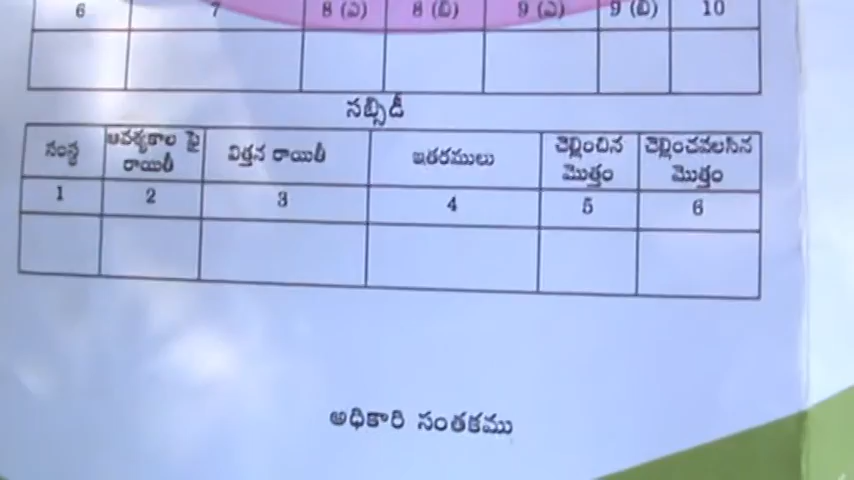 6 7 8 (ఎ) 8 (బి) 9 (ఎ) 9 (బి) 10
సబ్సిడీ
సంస్థ ఆవశ్యకాల పై రాయితీ విత్తన రాయితీ ఇతరములు చెల్లించిన మొత్తం చెల్లించవలసిన మొత్తం
1 2 3 4 5 6
అధికారి సంతకము